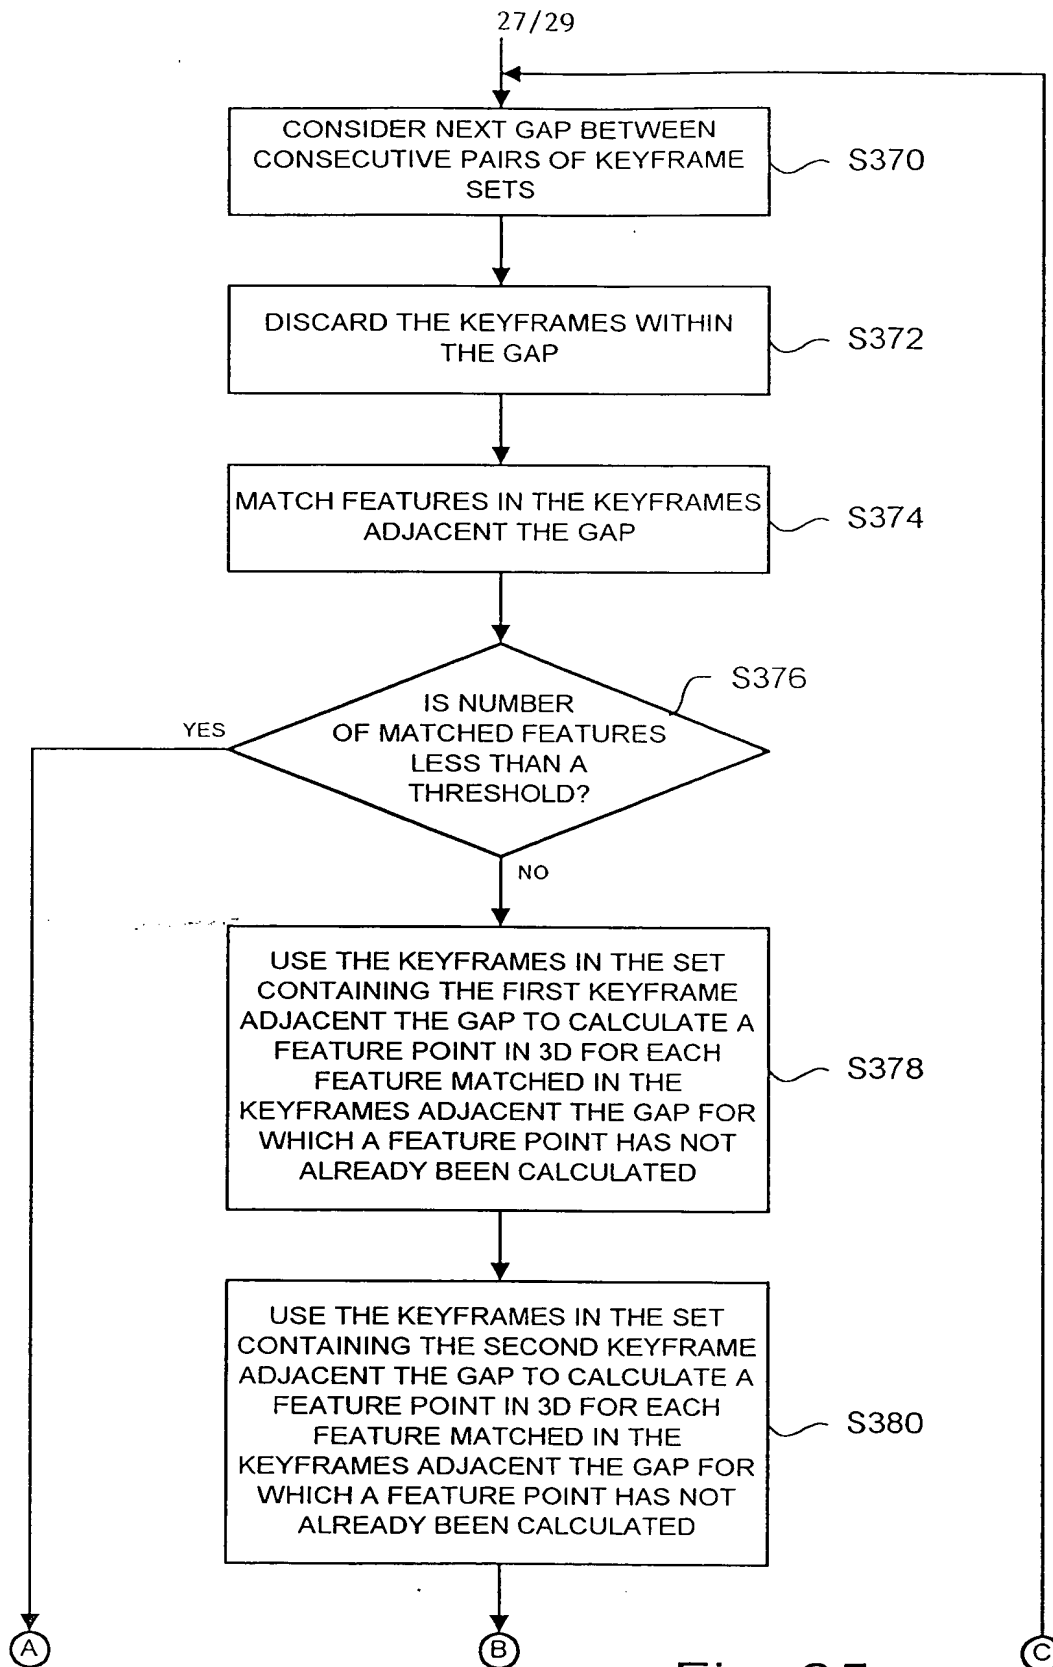 27/29
CONSIDER NEXT GAP BETWEEN
CONSECUTIVE PAIRS OF KEYFRAME
SETS
S370
DISCARD THE KEYFRAMES WITHIN
THE GAP
S372
MATCH FEATURES IN THE KEYFRAMES
ADJACENT THE GAP
S374
IS NUMBER
OF MATCHED FEATURES
LESS THAN A
THRESHOLD?
S376
YES
NO
USE THE KEYFRAMES IN THE SET
CONTAINING THE FIRST KEYFRAME
ADJACENT THE GAP TO CALCULATE A
FEATURE POINT IN 3D FOR EACH
FEATURE MATCHED IN THE
KEYFRAMES ADJACENT THE GAP FOR
WHICH A FEATURE POINT HAS NOT
ALREADY BEEN CALCULATED
S378
USE THE KEYFRAMES IN THE SET
CONTAINING THE SECOND KEYFRAME
ADJACENT THE GAP TO CALCULATE A
FEATURE POINT IN 3D FOR EACH
FEATURE MATCHED IN THE
KEYFRAMES ADJACENT THE GAP FOR
WHICH A FEATURE POINT HAS NOT
ALREADY BEEN CALCULATED
S380
A
B
C